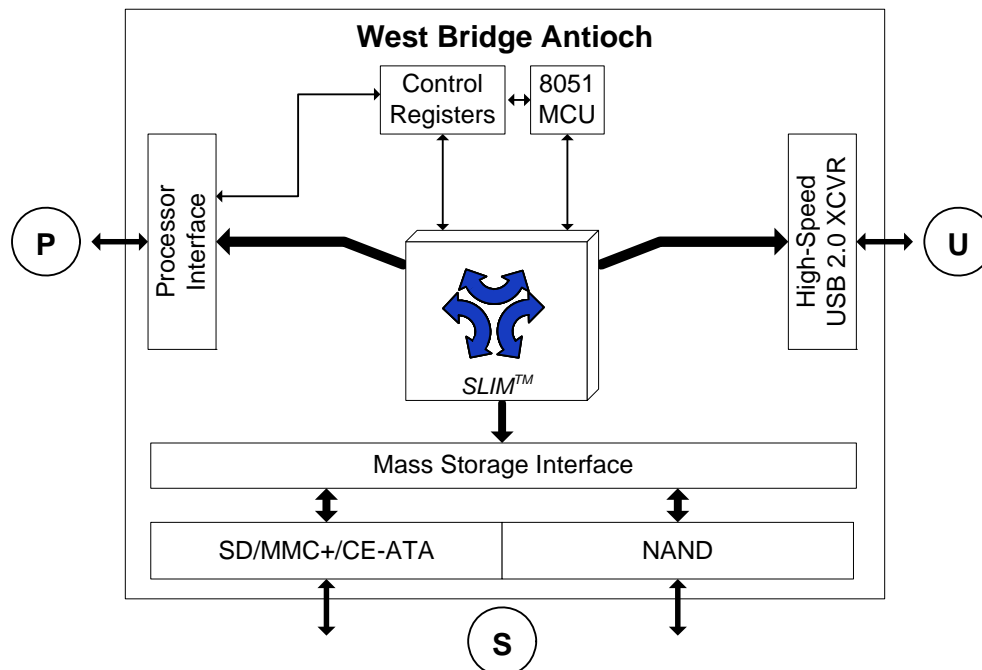 West Bridge Antioch
Control
Registers
8051
MCU
P
Processor
Interface
High-Speed
USB 2.0 XCVR
U
SLIM™
Mass Storage Interface
SD/MMC+/CE-ATA
NAND
S